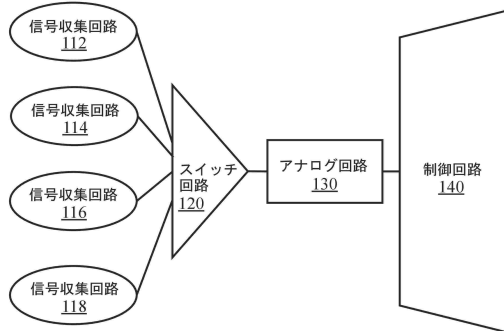 信号収集回路
112
信号収集回路
114
信号収集回路
116
信号収集回路
118
スイッチ
回路
120
アナログ回路
130
制御回路
140